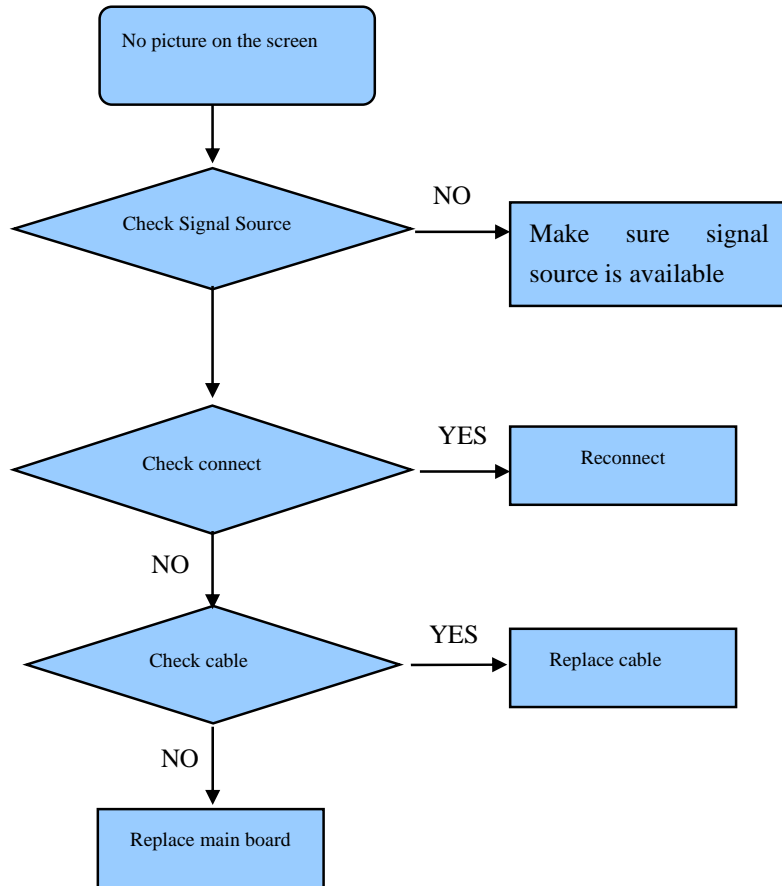 No picture on the screen
Check Signal Source
NO
Make sure signal
source is available
Check connect
YES
Reconnect
NO
Check cable
YES
Replace cable
NO
Replace main board